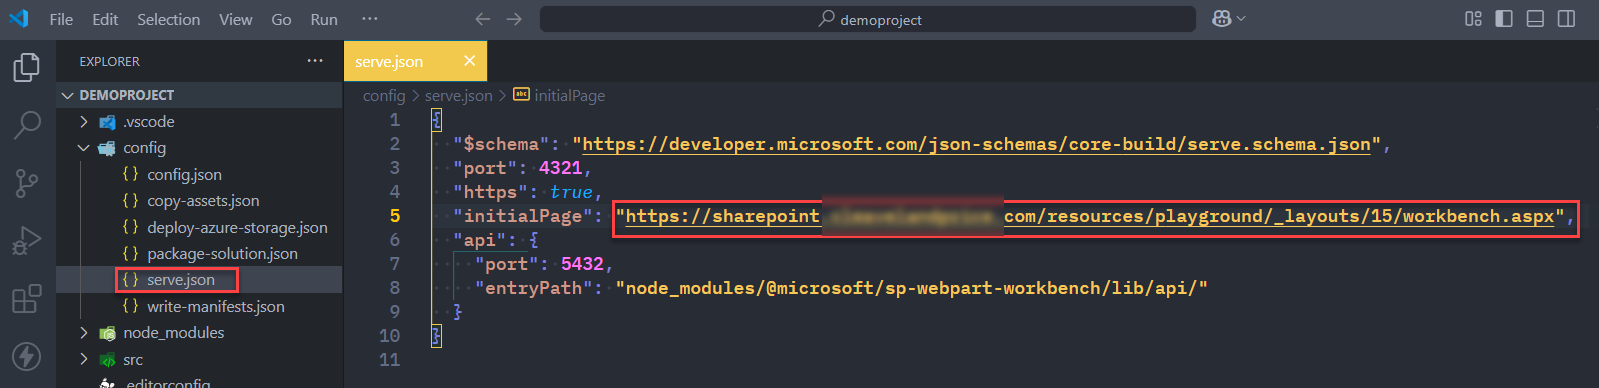 File Edit Selection View Go Run ···
demoproject
EXPLORER ···
serve.json
DEMOPROJECT
config > serve.json > abc initialPage
.vscode
config
config.json
copy-assets.json
deploy-azure-storage.json
package-solution.json
serve.json
write-manifests.json
node_modules
src
.editorconfig
1 {
2 "$schema": "https://developer.microsoft.com/json-schemas/core-build/serve.schema.json",
3 "port": 4321,
4 "https": true,
5 "initialPage": "https://sharepoint .com/resources/playground/_layouts/15/workbench.aspx",
6 "api": {
7 "port": 5432,
8 "entryPath": "node_modules/@microsoft/sp-webpart-workbench/lib/api/"
9 }
10 }
11